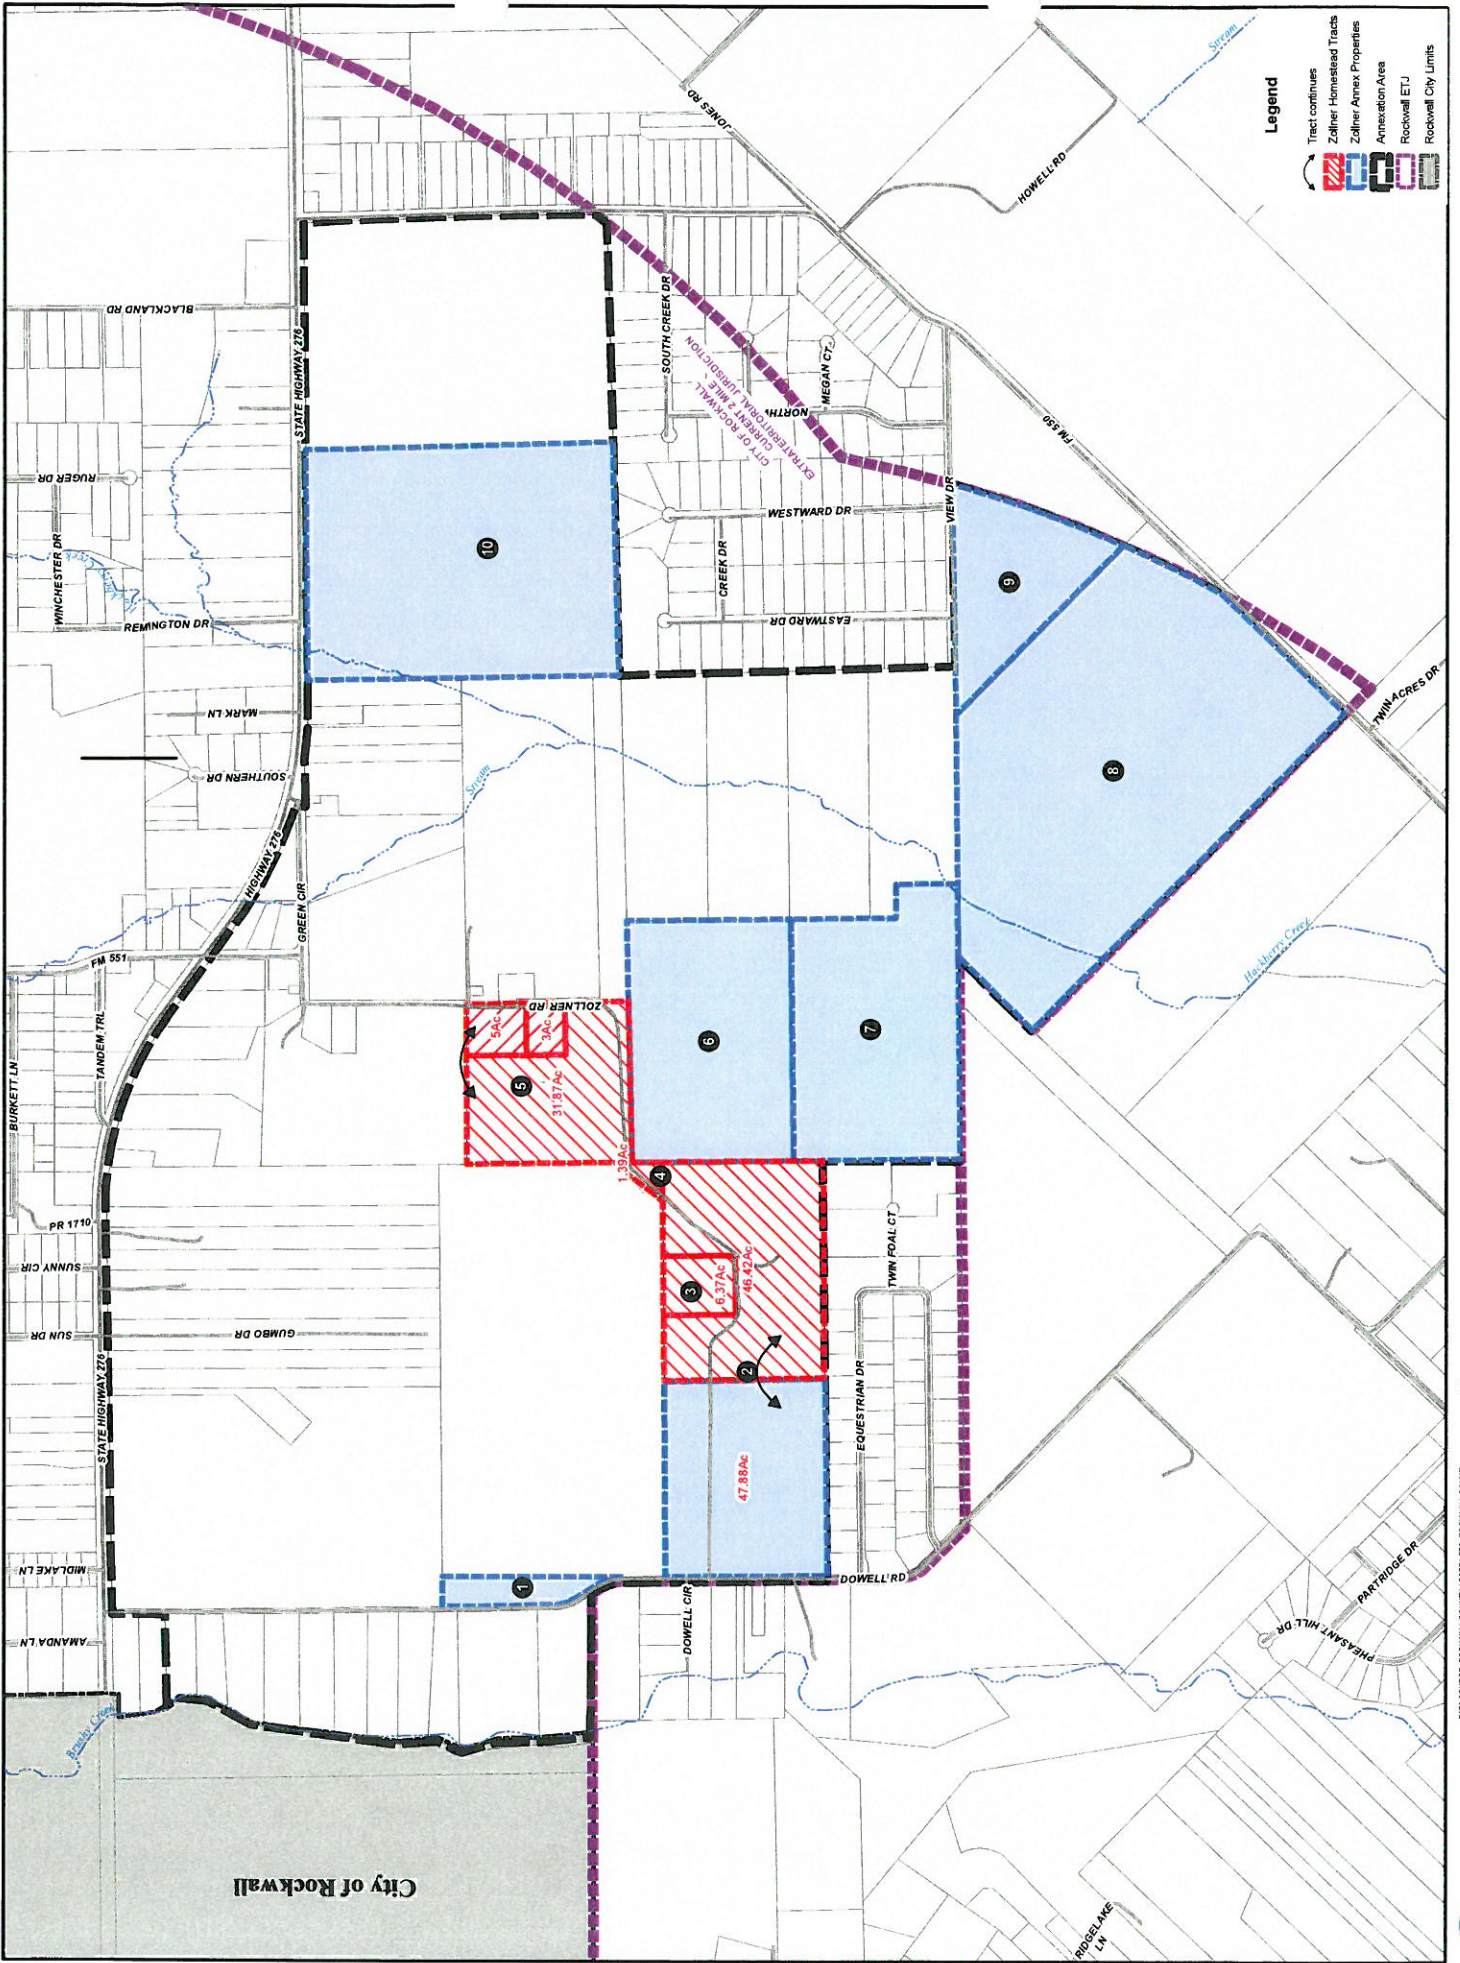 Legend
Tract continues
Zollner Homestead Tracts
Zollner Annex Properties
Annexation Area
Rockwall ETJ
Rockwall City Limits
City of Rockwall
CITY OF ROCKWALL
CURRENT 2 MILE
EXTRATERRITORIAL JURISDICTION
Brushy Creek
AMANDA LN
MIDLAKE LN
STATE HIGHWAY 276
SUN DR
SUNNY CIR
PR 1710
GUMBO DR
BURKETT LN
TANDEM TRL
FM 551
HIGHWAY 276
GREEN CIR
SOUTHERN DR
MARK LN
REMINGTON DR
WINCHESTER DR
RUGER DR
BLACKLAND RD
STATE HIGHWAY 276
Stream
ZOLLNER RD
5Ac
3Ac
5
31.87Ac
1.39Ac
4
3
6.37Ac
46.42Ac
2
47.88Ac
1
DOWELL CIR
DOWELL RD
EQUESTRIAN DR
TWIN FOAL CT
6
7
8
9
10
SOUTH CREEK DR
NORTH
MEGAN CT
WESTWARD DR
CREEK DR
EASTWARD DR
VIEW DR
JONES RD
HOWELL RD
Stream
FM 550
TWIN ACRES DR
Hackberry Creek
PARTRIDGE DR
PHEASANT HILL DR
RIDGELAKE
LN